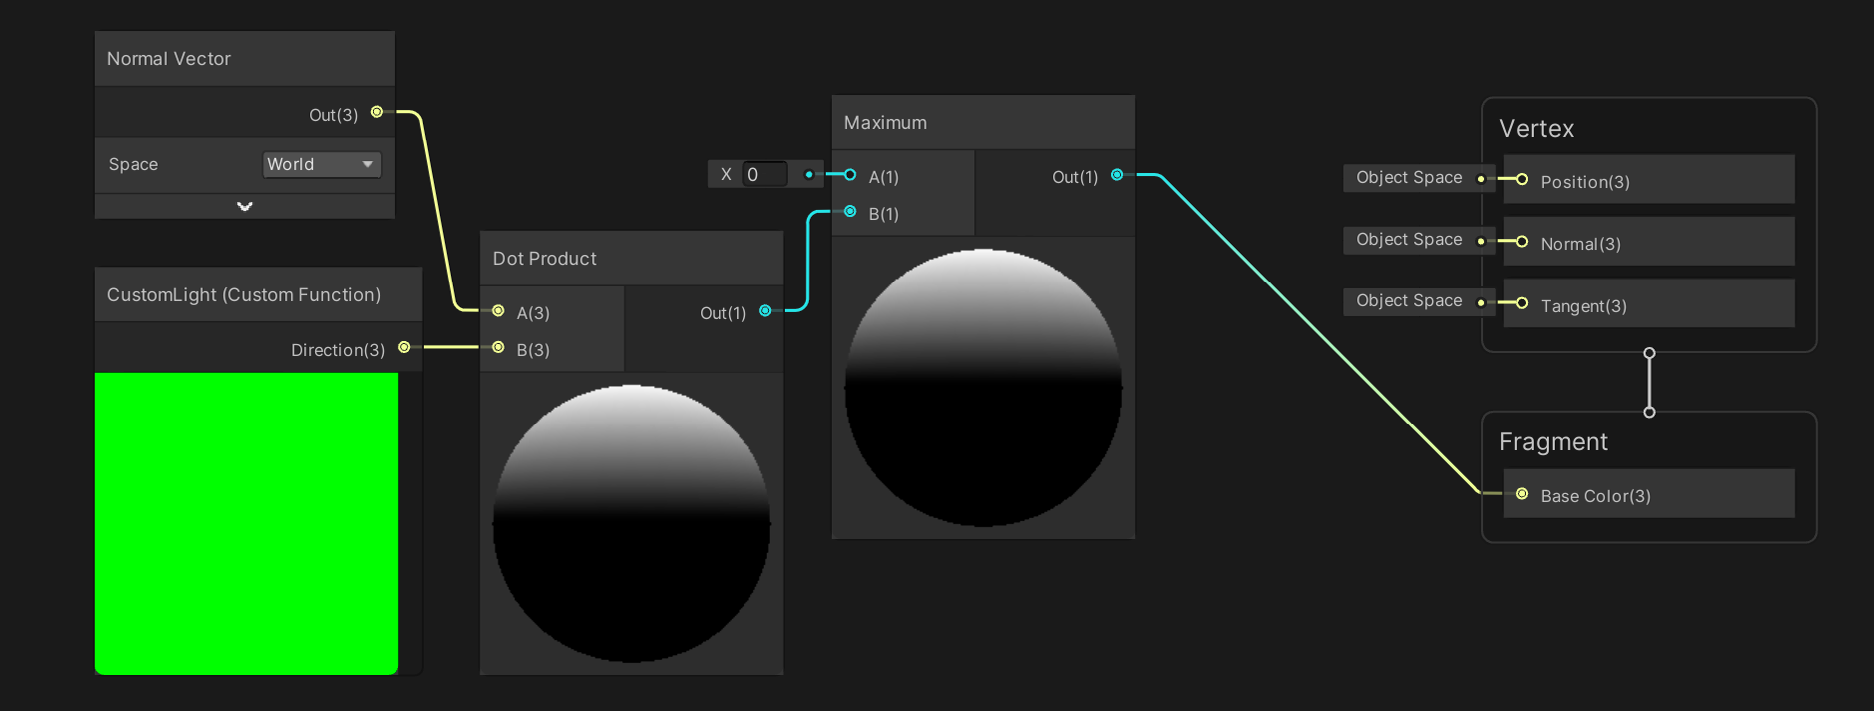 Normal Vector
Out(3)
Space
World
CustomLight (Custom Function)
Direction(3)
Dot Product
A(3)
B(3)
Out(1)
X 0
Maximum
A(1)
B(1)
Out(1)
Vertex
Object Space
Position(3)
Object Space
Normal(3)
Object Space
Tangent(3)
Fragment
Base Color(3)